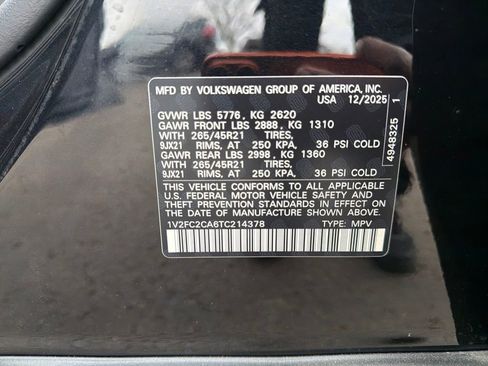 MFD BY VOLKSWAGEN GROUP OF AMERICA, INC.
USA 12/2025
GVWR LBS 5776, KG 2620
GAWR FRONT LBS 2888, KG 1310
WITH 265/45R21 TIRES,
9JX21 RIMS, AT 250 KPA, 36 PSI COLD
GAWR REAR LBS 2998, KG 1360
WITH 265/45R21 TIRES,
9JX21 RIMS, AT 250 KPA, 36 PSI COLD
THIS VEHICLE CONFORMS TO ALL APPLICABLE
U.S. FEDERAL MOTOR VEHICLE SAFETY AND
THEFT PREVENTION STANDARDS IN EFFECT ON
THE DATE OF MANUFACTURE SHOWN ABOVE.
1V2FC2CA6TC214378 TYPE: MPV
4948325 1